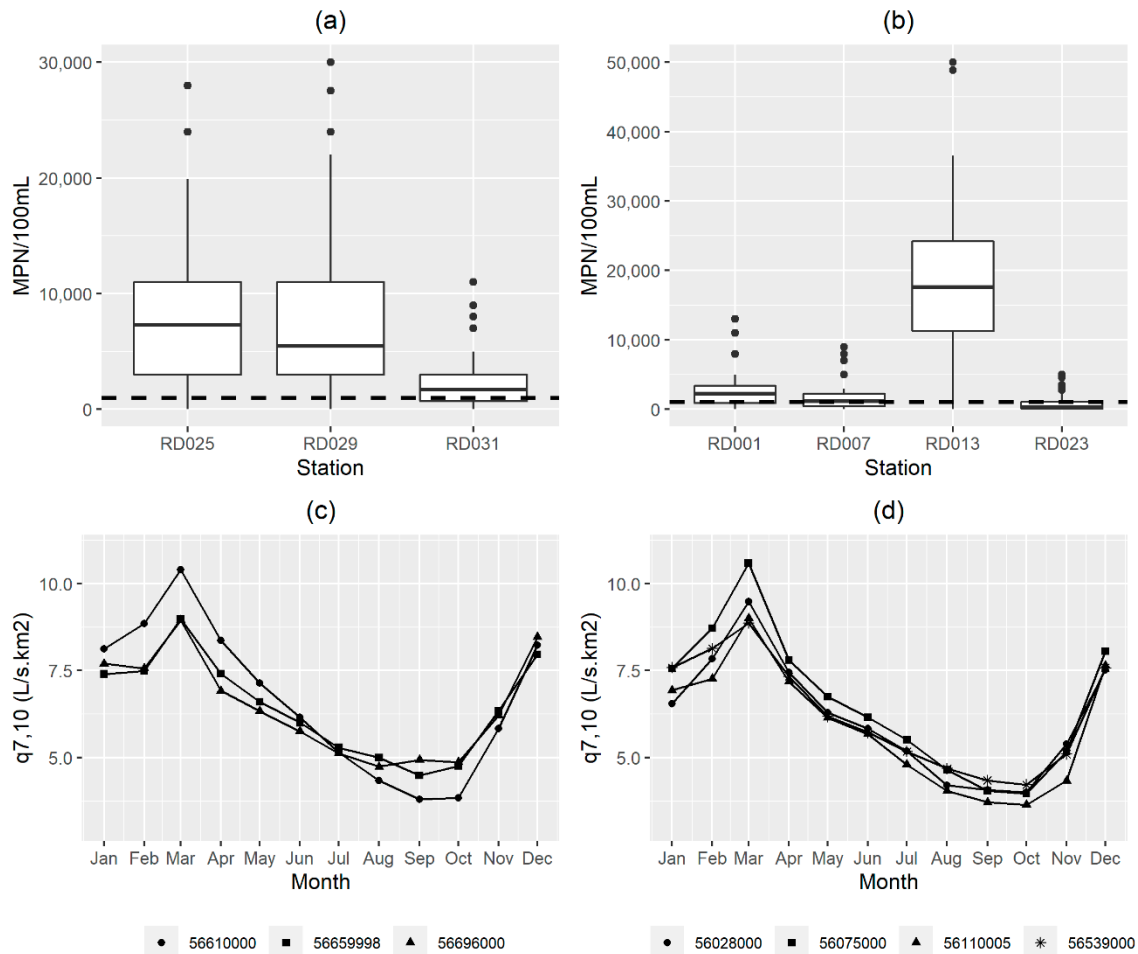 (a)
30,000
20,000
10,000
0
MPN/100mL
RD025 RD029 RD031
Station
(b)
50,000
40,000
30,000
20,000
10,000
0
MPN/100mL
RD001 RD007 RD013 RD023
Station
(c)
10.0
7.5
5.0
q7,10 (L/s.km2)
Jan Feb Mar Apr May Jun Jul Aug Sep Oct Nov Dec
Month
56610000 56659998 56696000
(d)
10.0
7.5
5.0
q7,10 (L/s.km2)
Jan Feb Mar Apr May Jun Jul Aug Sep Oct Nov Dec
Month
56028000 56075000 56110005 56539000